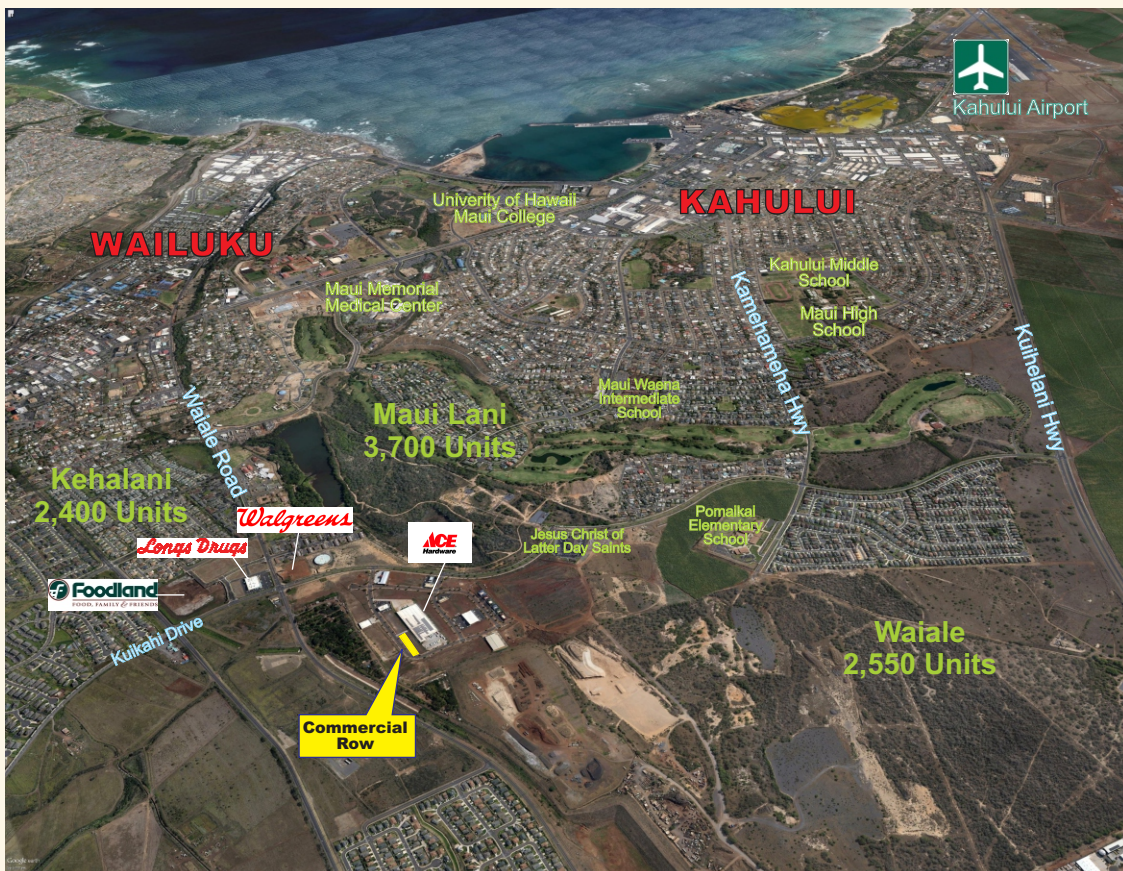 Kahului Airport
Univerity of Hawaii
Maui College
KAHULUI
WAILUKU
Kahului Middle
School
Maui Memorial
Medical Center
Maui High
School
Kamehameha Hwy
Kuihelani Hwy
Waiale Road
Maui Waena
Intermediate
School
Maui Lani
3,700 Units
Kehalani
2,400 Units
Walgreens
Longs Drugs
ACE
Hardware
Jesus Christ of
Latter Day Saints
Pomaikai
Elementary
School
Foodland
FOOD, FAMILY & FRIENDS
Kuikahi Drive
Waiale
2,550 Units
Commercial
Row
Google earth